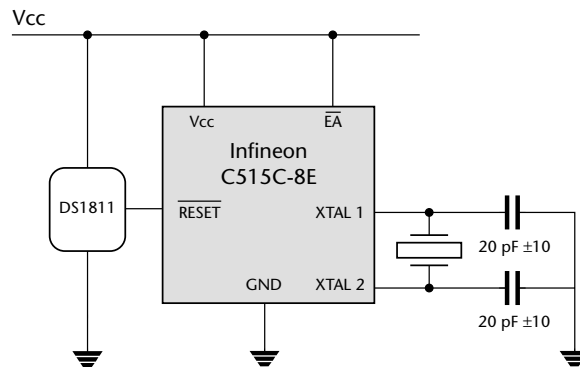 Vcc
Vcc
EA
Infineon
C515C-8E
DS1811
RESET
XTAL 1
20 pF ±10
GND
XTAL 2
20 pF ±10